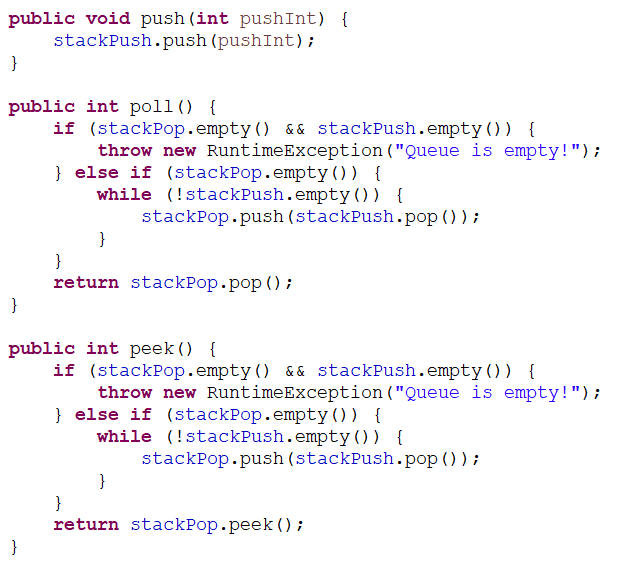 public void push(int pushInt) {
    stackPush.push(pushInt);
}

public int poll() {
    if (stackPop.empty() && stackPush.empty()) {
        throw new RuntimeException("Queue is empty!");
    } else if (stackPop.empty()) {
        while (!stackPush.empty()) {
            stackPop.push(stackPush.pop());
        }
    }
    return stackPop.pop();
}

public int peek() {
    if (stackPop.empty() && stackPush.empty()) {
        throw new RuntimeException("Queue is empty!");
    } else if (stackPop.empty()) {
        while (!stackPush.empty()) {
            stackPop.push(stackPush.pop());
        }
    }
    return stackPop.peek();
}